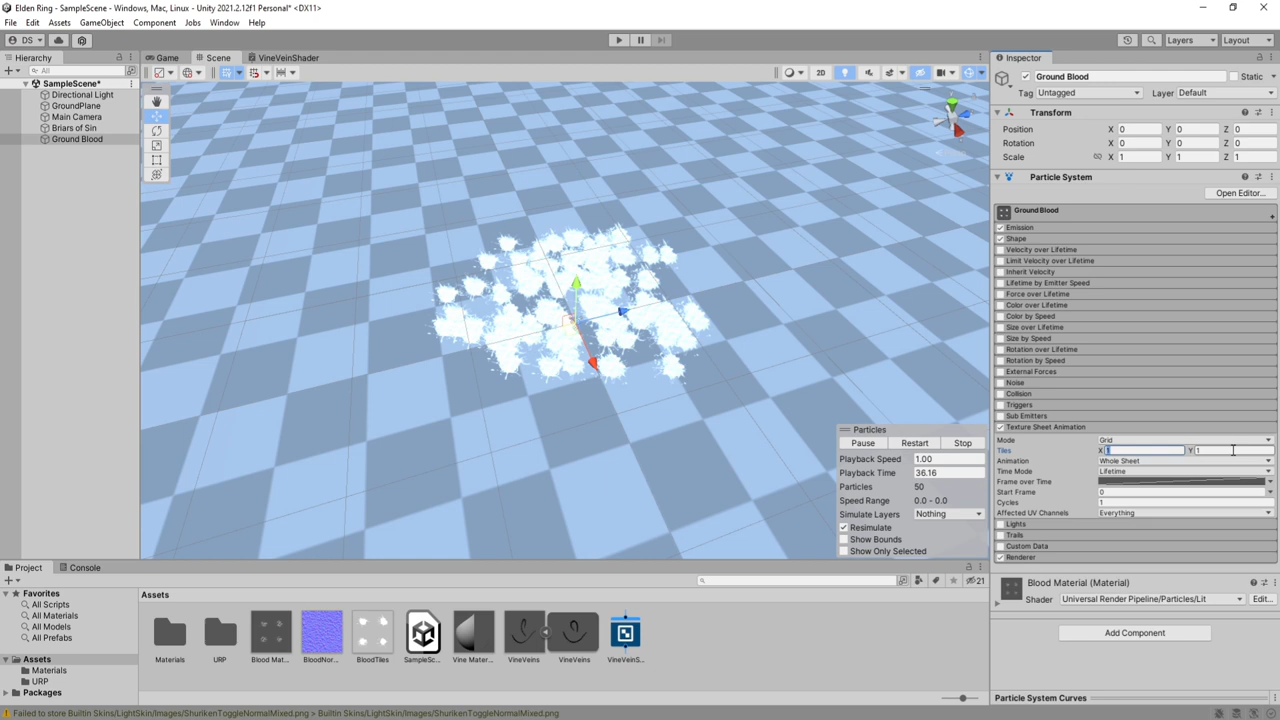 Elden Ring - SampleScene - Windows, Mac, Linux - Unity 2021.2.12f1 Personal* <DX11>
File Edit Assets GameObject Component Jobs Window Help
DS Layers Layout
Hierarchy
All
SampleScene*
Directional Light
GroundPlane
Main Camera
Briars of Sin
Ground Blood
Game Scene VineVeinShader
2D
Particles
Pause Restart Stop
Playback Speed 1.00
Playback Time 36.16
Particles 50
Speed Range 0.0 - 0.0
Simulate Layers Nothing
Resimulate
Show Bounds
Show Only Selected
Inspector
Ground Blood Static
Tag Untagged Layer Default
Transform
Position X 0 Y 0 Z 0
Rotation X 0 Y 0 Z 0
Scale X 1 Y 1 Z 1
Particle System
Open Editor...
Ground Blood
Emission
Shape
Velocity over Lifetime
Limit Velocity over Lifetime
Inherit Velocity
Lifetime by Emitter Speed
Force over Lifetime
Color over Lifetime
Color by Speed
Size over Lifetime
Size by Speed
Rotation over Lifetime
Rotation by Speed
External Forces
Noise
Collision
Triggers
Sub Emitters
Texture Sheet Animation
Mode Grid
Tiles X 1 Y 1
Animation Whole Sheet
Time Mode Lifetime
Frame over Time
Start Frame 0
Cycles 1
Affected UV Channels Everything
Lights
Trails
Custom Data
Renderer
Blood Material (Material)
Shader Universal Render Pipeline/Particles/Lit Edit...
Add Component
Particle System Curves
Project Console
21
Favorites
All Scripts
All Materials
All Models
All Prefabs
Assets
Materials
URP
Packages
Assets
Materials URP Blood Mat... BloodNor... BloodTiles SampleSc... Vine Mater... VineVeins VineVeins VineVeinS...
Failed to store Builtin Skins/LightSkin/Images/ShurikenToggleNormalMixed.png > Builtin Skins/LightSkin/Images/ShurikenToggleNormalMixed.png